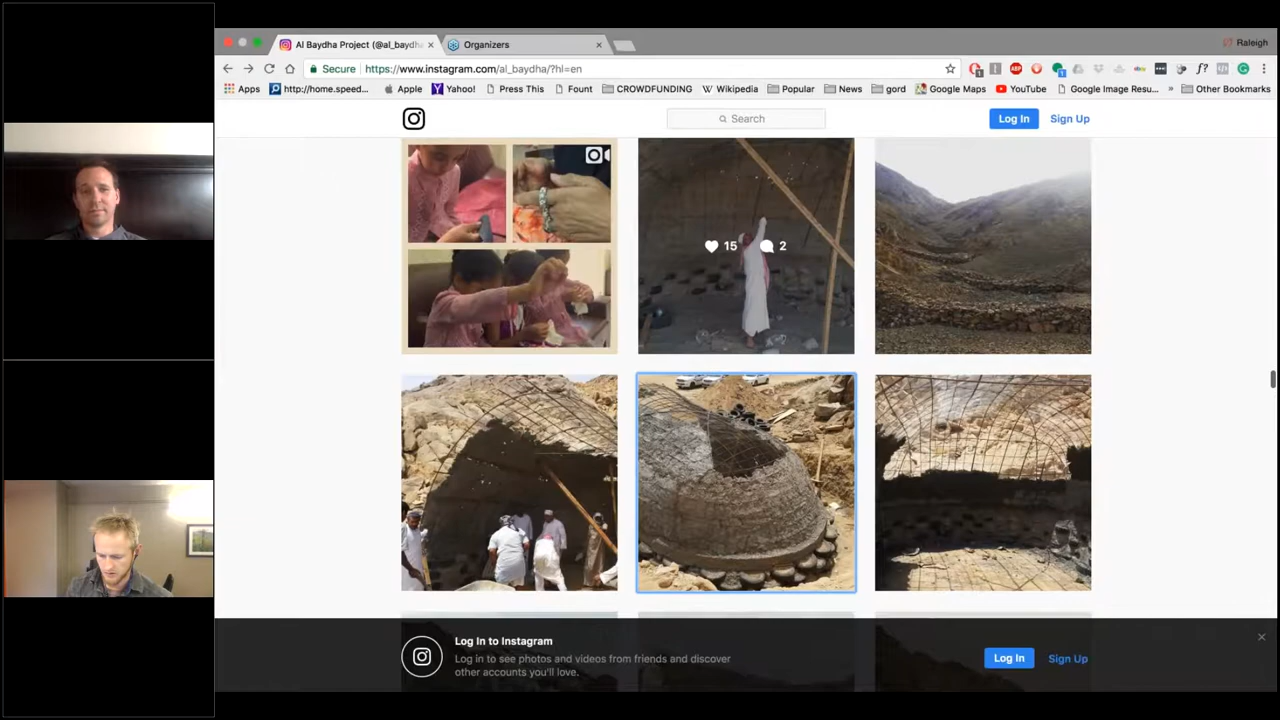 Al Baydha Project (@al_baydha
Organizers
Raleigh
Secure
https://www.instagram.com/al_baydha/?hl=en
Apps
http://home.speed...
Apple
Yahoo!
Press This
Fount
CROWDFUNDING
Wikipedia
Popular
News
gord
Google Maps
YouTube
Google Image Resu...
»
Other Bookmarks
Search
Log In
Sign Up
15
2
Log In to Instagram
Log in to see photos and videos from friends and discover
other accounts you'll love.
Log In
Sign Up